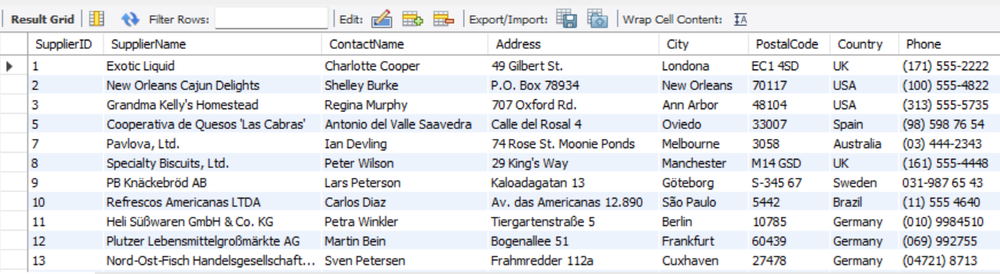 Result Grid Filter Rows: Edit: Export/Import: Wrap Cell Content:
SupplierID SupplierName ContactName Address City PostalCode Country Phone
1 Exotic Liquid Charlotte Cooper 49 Gilbert St. Londona EC1 4SD UK (171) 555-2222
2 New Orleans Cajun Delights Shelley Burke P.O. Box 78934 New Orleans 70117 USA (100) 555-4822
3 Grandma Kelly's Homestead Regina Murphy 707 Oxford Rd. Ann Arbor 48104 USA (313) 555-5735
5 Cooperativa de Quesos 'Las Cabras' Antonio del Valle Saavedra Calle del Rosal 4 Oviedo 33007 Spain (98) 598 76 54
7 Pavlova, Ltd. Ian Devling 74 Rose St. Moonie Ponds Melbourne 3058 Australia (03) 444-2343
8 Specialty Biscuits, Ltd. Peter Wilson 29 King's Way Manchester M14 GSD UK (161) 555-4448
9 PB Knäckebröd AB Lars Peterson Kaloadagatan 13 Göteborg S-345 67 Sweden 031-987 65 43
10 Refrescos Americanas LTDA Carlos Diaz Av. das Americanas 12.890 São Paulo 5442 Brazil (11) 555 4640
11 Heli Süßwaren GmbH & Co. KG Petra Winkler Tiergartenstraße 5 Berlin 10785 Germany (010) 9984510
12 Plutzer Lebensmittelgroßmärkte AG Martin Bein Bogenallee 51 Frankfurt 60439 Germany (069) 992755
13 Nord-Ost-Fisch Handelsgesellschaft... Sven Petersen Frahmredder 112a Cuxhaven 27478 Germany (04721) 8713